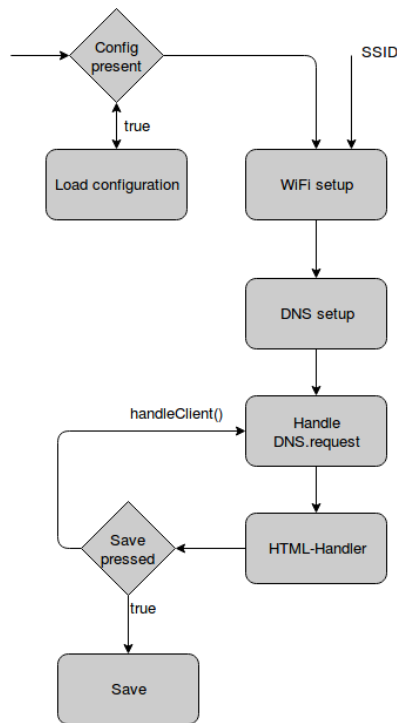 Config
present
SSID
true
Load configuration
WiFi setup
DNS setup
handleClient()
Handle
DNS.request
Save
pressed
HTML-Handler
true
Save